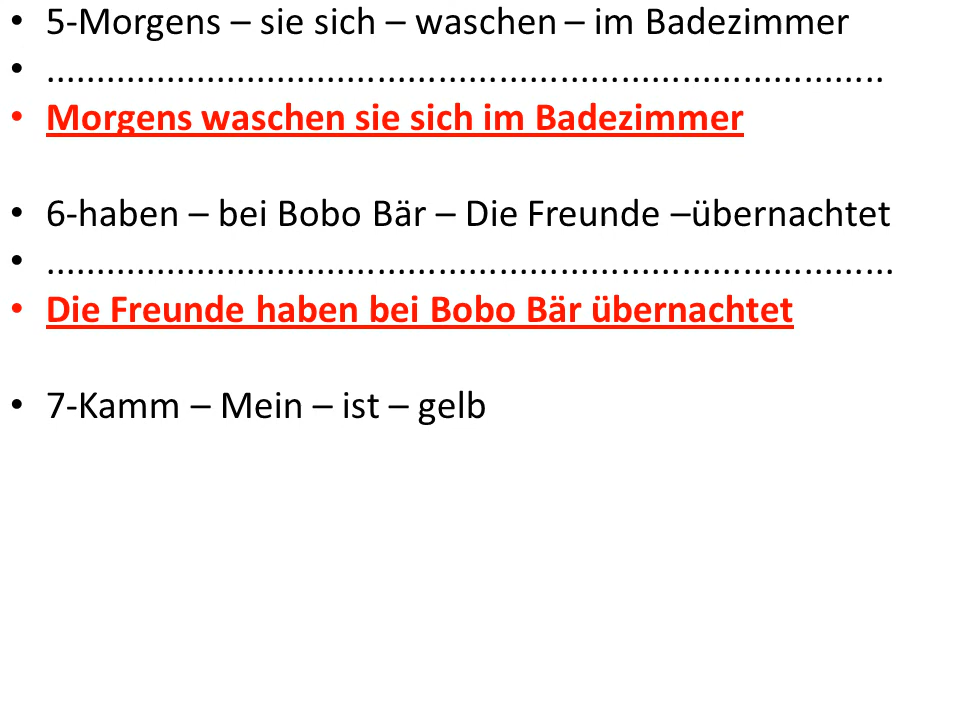 • 5-Morgens – sie sich – waschen – im Badezimmer
• ....................................................................................
• Morgens waschen sie sich im Badezimmer
• 6-haben – bei Bobo Bär – Die Freunde –übernachtet
• .....................................................................................
• Die Freunde haben bei Bobo Bär übernachtet
• 7-Kamm – Mein – ist – gelb